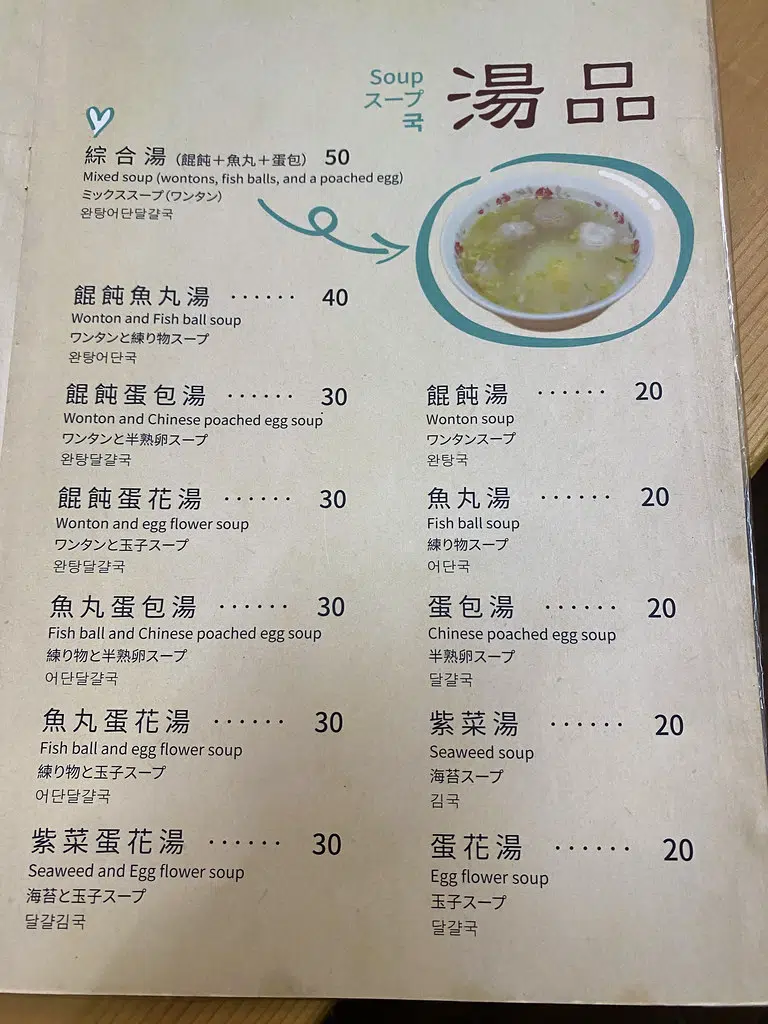 Soup
スープ
국
湯品
綜合湯（餛飩＋魚丸＋蛋包） 50
Mixed soup (wontons, fish balls, and a poached egg)
ミックススープ（ワンタン）
완탕어단달걀국
餛飩魚丸湯 ······ 40
Wonton and Fish ball soup
ワンタンと練り物スープ
완탕어단국
餛飩蛋包湯 ······ 30
Wonton and Chinese poached egg soup
ワンタンと半熟卵スープ
완탕달걀국
餛飩蛋花湯 ······ 30
Wonton and egg flower soup
ワンタンと玉子スープ
완탕달걀국
魚丸蛋包湯 ······ 30
Fish ball and Chinese poached egg soup
練り物と半熟卵スープ
어단달걀국
魚丸蛋花湯 ······ 30
Fish ball and egg flower soup
練り物と玉子スープ
어단달걀국
紫菜蛋花湯 ······ 30
Seaweed and Egg flower soup
海苔と玉子スープ
달걀김국
餛飩湯 ······ 20
Wonton soup
ワンタンスープ
완탕국
魚丸湯 ······ 20
Fish ball soup
練り物スープ
어단국
蛋包湯 ······ 20
Chinese poached egg soup
半熟卵スープ
달걀국
紫菜湯 ······ 20
Seaweed soup
海苔スープ
김국
蛋花湯 ······ 20
Egg flower soup
玉子スープ
달걀국